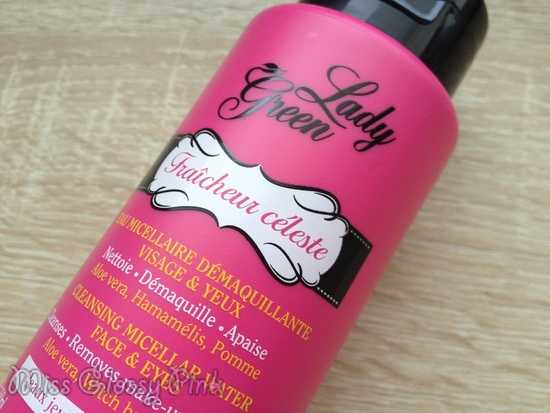 Lady
Green
Fraîcheur céleste
EAU MICELLAIRE DÉMAQUILLANTE
VISAGE & YEUX
Nettoie • Démaquille • Apaise
Aloe vera, Hamamélis, Pomme
CLEANSING MICELLAR WATER
FACE & EYE
Removes make-
Aloe vera
Miss Glossy Pink